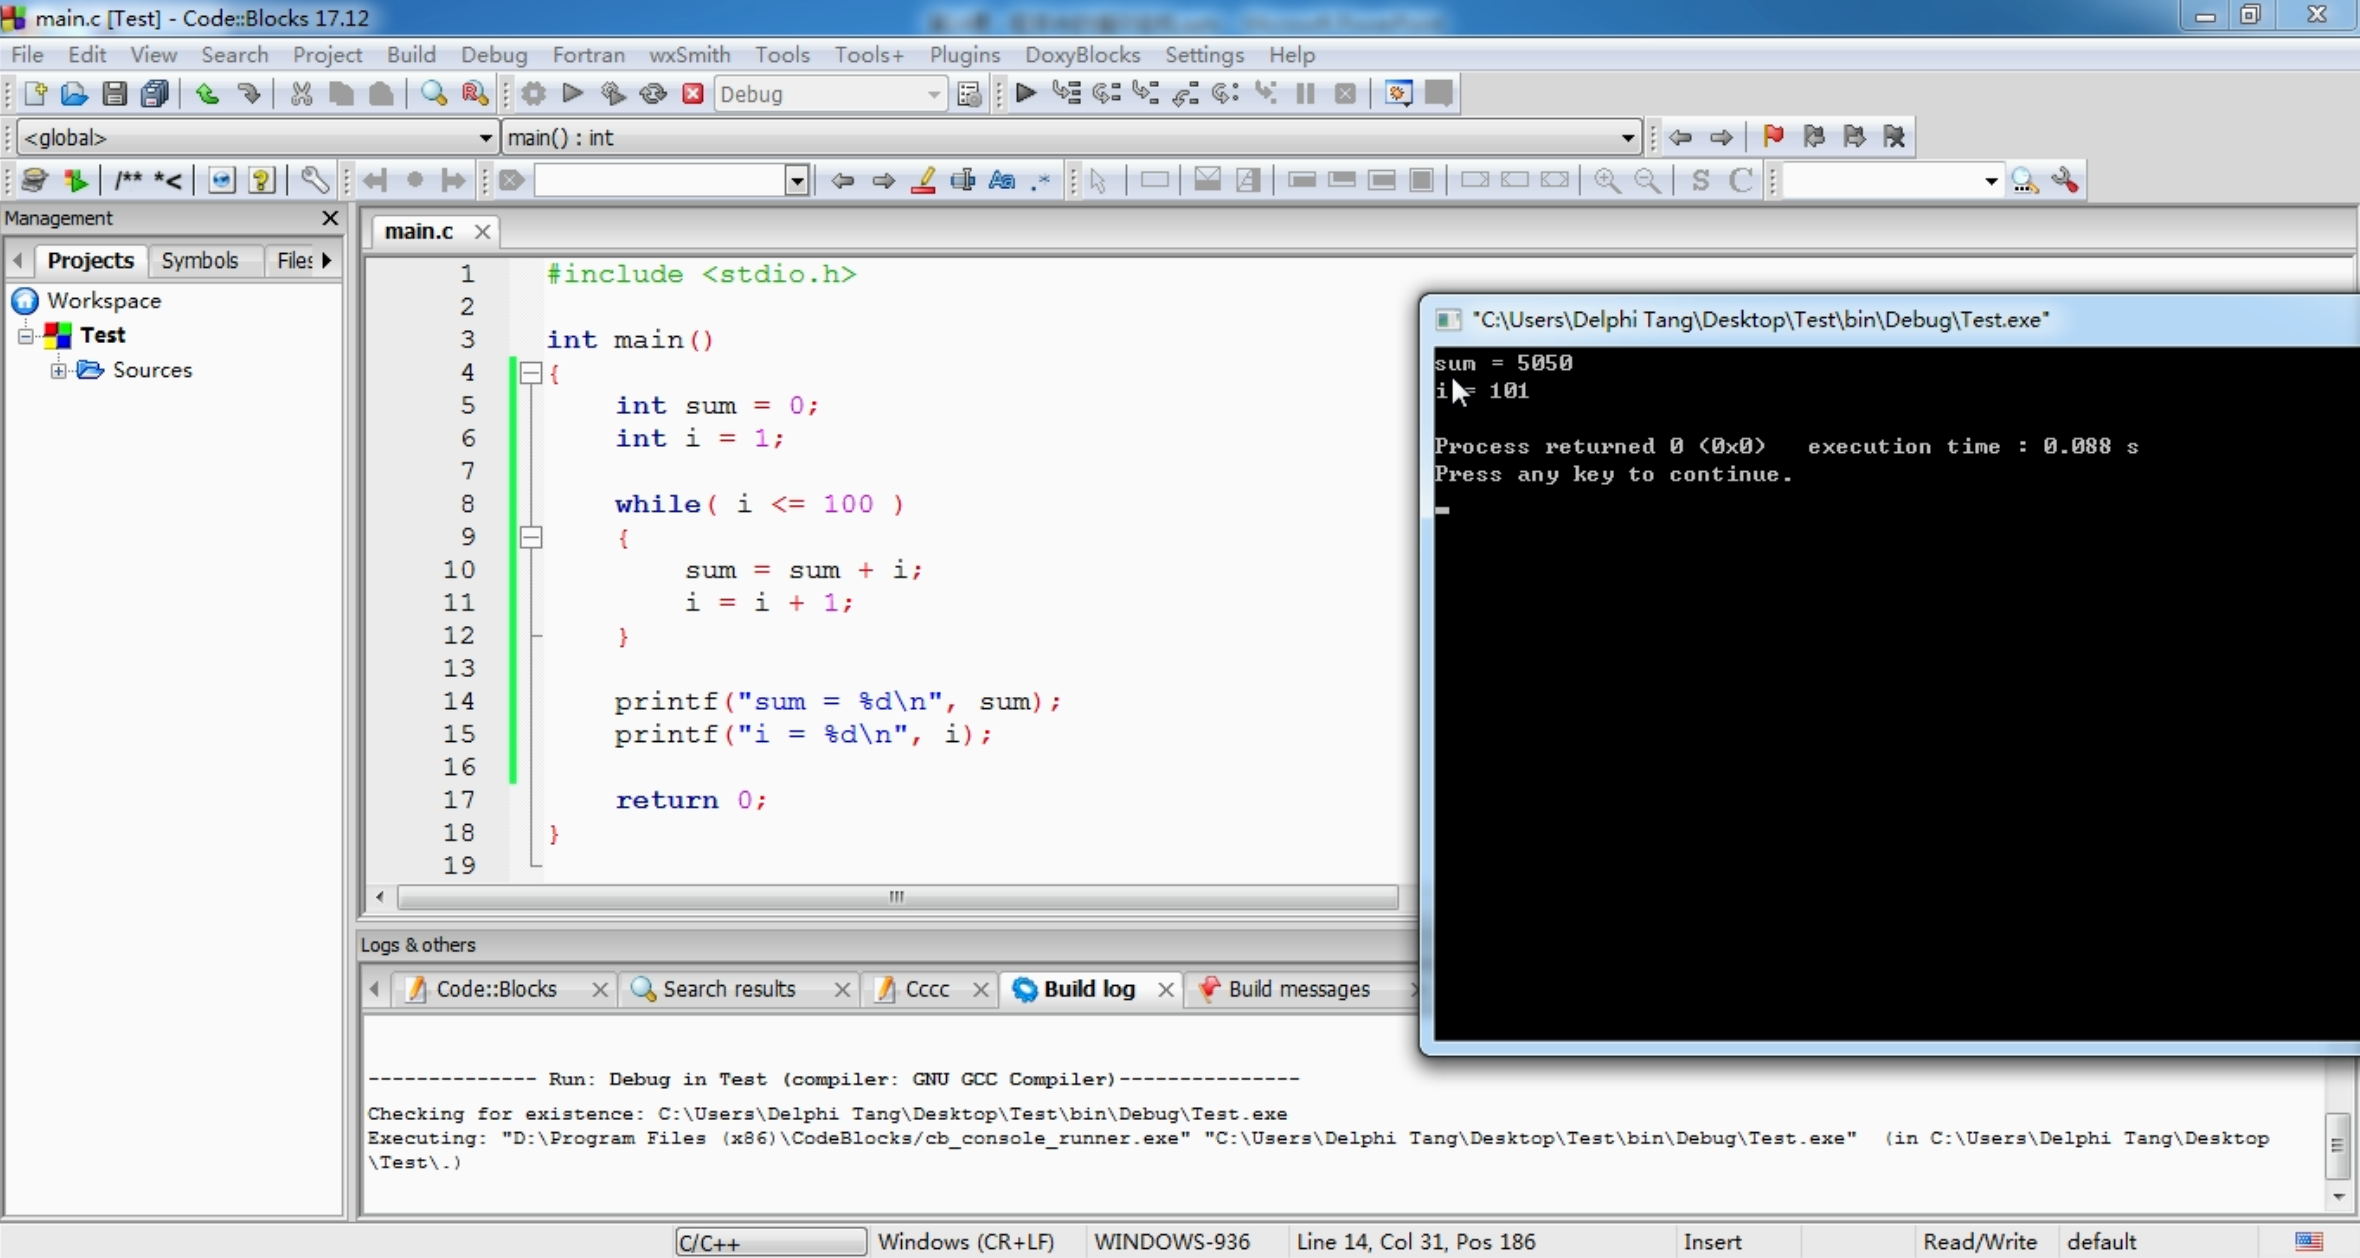 main.c [Test] - Code::Blocks 17.12
File Edit View Search Project Build Debug Fortran wxSmith Tools Tools+ Plugins DoxyBlocks Settings Help
Debug
<global> main() : int
/** *<
S C
Management
main.c
Projects Symbols Files
Workspace
Test
Sources
1 #include <stdio.h>
2
3 int main()
4 {
5 int sum = 0;
6 int i = 1;
7
8 while( i <= 100 )
9 {
10 sum = sum + i;
11 i = i + 1;
12 }
13
14 printf("sum = %d\n", sum);
15 printf("i = %d\n", i);
16
17 return 0;
18 }
19
"C:\Users\Delphi Tang\Desktop\Test\bin\Debug\Test.exe"
sum = 5050
i = 101
Process returned 0 (0x0) execution time : 0.088 s
Press any key to continue.
Logs & others
Code::Blocks Search results Cccc Build log Build messages
-------------- Run: Debug in Test (compiler: GNU GCC Compiler)---------------
Checking for existence: C:\Users\Delphi Tang\Desktop\Test\bin\Debug\Test.exe
Executing: "D:\Program Files (x86)\CodeBlocks/cb_console_runner.exe" "C:\Users\Delphi Tang\Desktop\Test\bin\Debug\Test.exe" (in C:\Users\Delphi Tang\Desktop
\Test\.)
C/C++ Windows (CR+LF) WINDOWS-936 Line 14, Col 31, Pos 186 Insert Read/Write default